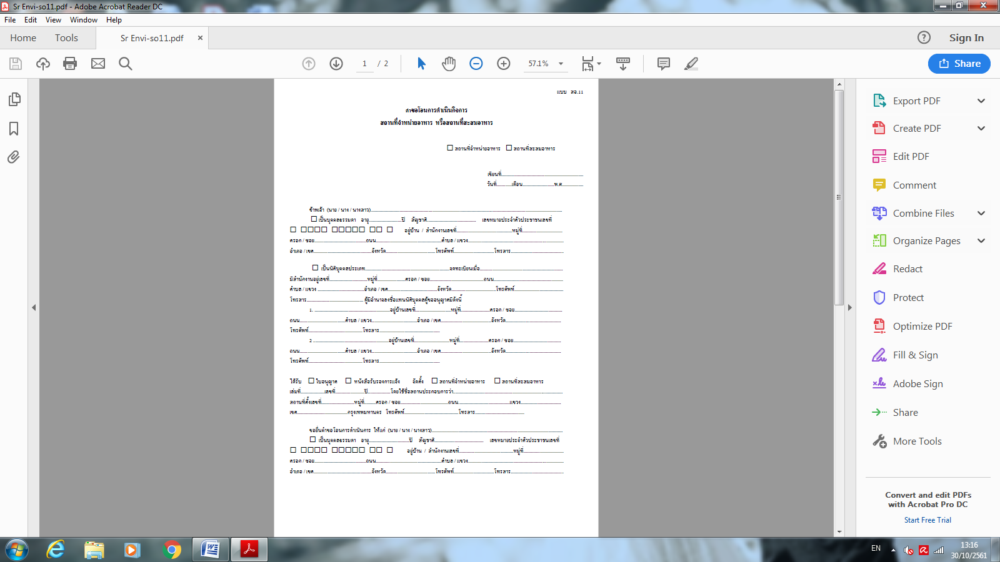 Sr Envi-so11.pdf - Adobe Acrobat Reader DC
File Edit View Window Help
Home Tools Sr Envi-so11.pdf × Sign In
1 / 2 57.1% Share
แบบ สอ.11
คำขอโอนการดำเนินกิจการ
สถานที่จำหน่ายอาหาร หรือสถานที่สะสมอาหาร
☐ สถานที่จำหน่ายอาหาร ☐ สถานที่สะสมอาหาร
เขียนที่..............................
วันที่..........เดือน....................พ.ศ..............
ข้าพเจ้า (นาย / นาง / นางสาว)..............................
☐ เป็นบุคคลธรรมดา อายุ..............ปี สัญชาติ.................... เลขหมายประจำตัวประชาชนเลขที่
☐ ☐☐☐☐ ☐☐☐☐☐ ☐☐ ☐ อยู่บ้าน / สำนักงานเลขที่....................หมู่ที่..............
ตรอก / ซอย....................ถนน....................ตำบล / แขวง....................
อำเภอ / เขต....................จังหวัด....................โทรศัพท์....................โทรสาร....................
☐ เป็นนิติบุคคลประเภท....................จดทะเบียนเมื่อ....................
มีสำนักงานอยู่เลขที่....................หมู่ที่..............ตรอก / ซอย....................ถนน....................
ตำบล / แขวง ....................อำเภอ / เขต....................จังหวัด....................โทรศัพท์....................
โทรสาร.................... ผู้มีอำนาจลงชื่อแทนนิติบุคคลผู้ขออนุญาตมีดังนี้
1. ....................อยู่บ้านเลขที่..............หมู่ที่..............ตรอก / ซอย....................
ถนน....................ตำบล / แขวง....................อำเภอ / เขต....................จังหวัด....................
โทรศัพท์....................โทรสาร....................
2 ....................อยู่บ้านเลขที่..............หมู่ที่..............ตรอก / ซอย....................
ถนน....................ตำบล / แขวง....................อำเภอ / เขต....................จังหวัด....................
โทรศัพท์....................โทรสาร....................
ได้รับ ☐ ใบอนุญาต ☐ หนังสือรับรองการแจ้ง จัดตั้ง ☐ สถานที่จำหน่ายอาหาร ☐ สถานที่สะสมอาหาร
เล่มที่..............เลขที่..............ปี..............โดยใช้ชื่อสถานประกอบการว่า....................
สถานที่ตั้งเลขที่..............หมู่ที่........ตรอก / ซอย....................ถนน....................แขวง....................
เขต....................กรุงเทพมหานคร โทรศัพท์....................โทรสาร....................
ขอยื่นคำขอโอนการดำเนินการ ให้แก่ (นาย / นาง / นางสาว)....................
☐ เป็นบุคคลธรรมดา อายุ..............ปี สัญชาติ.................... เลขหมายประจำตัวประชาชนเลขที่
☐ ☐☐☐☐ ☐☐☐☐☐ ☐☐ ☐ อยู่บ้าน / สำนักงานเลขที่....................หมู่ที่..............
ตรอก / ซอย....................ถนน....................ตำบล / แขวง....................
อำเภอ / เขต....................จังหวัด....................โทรศัพท์....................โทรสาร....................
Export PDF
Create PDF
Edit PDF
Comment
Combine Files
Organize Pages
Redact
Protect
Optimize PDF
Fill & Sign
Adobe Sign
Share
More Tools
Convert and edit PDFs
with Acrobat Pro DC
Start Free Trial
EN 13:16
30/10/2561